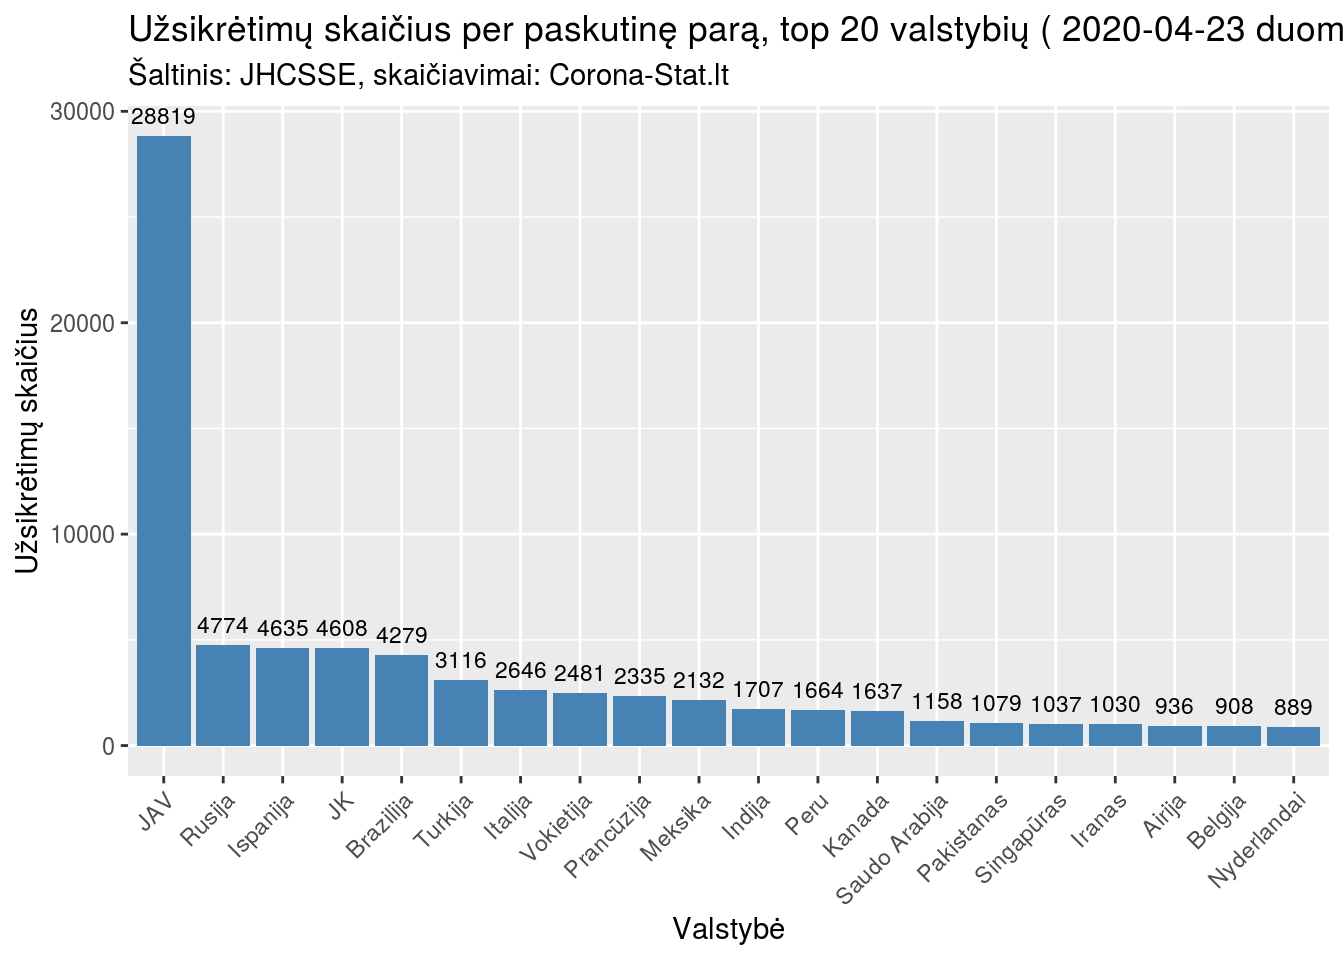 Užsikrėtimų skaičius per paskutinę parą, top 20 valstybių ( 2020-04-23 duom
Šaltinis: JHCSSE, skaičiavimai: Corona-Stat.lt
Užsikrėtimų skaičius
30000
20000
10000
0
28819
4774
4635
4608
4279
3116
2646
2481
2335
2132
1707
1664
1637
1158
1079
1037
1030
936
908
889
JAV
Rusija
Ispanija
JK
Brazilija
Turkija
Italija
Vokietija
Prancūzija
Meksika
Indija
Peru
Kanada
Saudo Arabija
Pakistanas
Singapūras
Iranas
Airija
Belgija
Nyderlandai
Valstybė